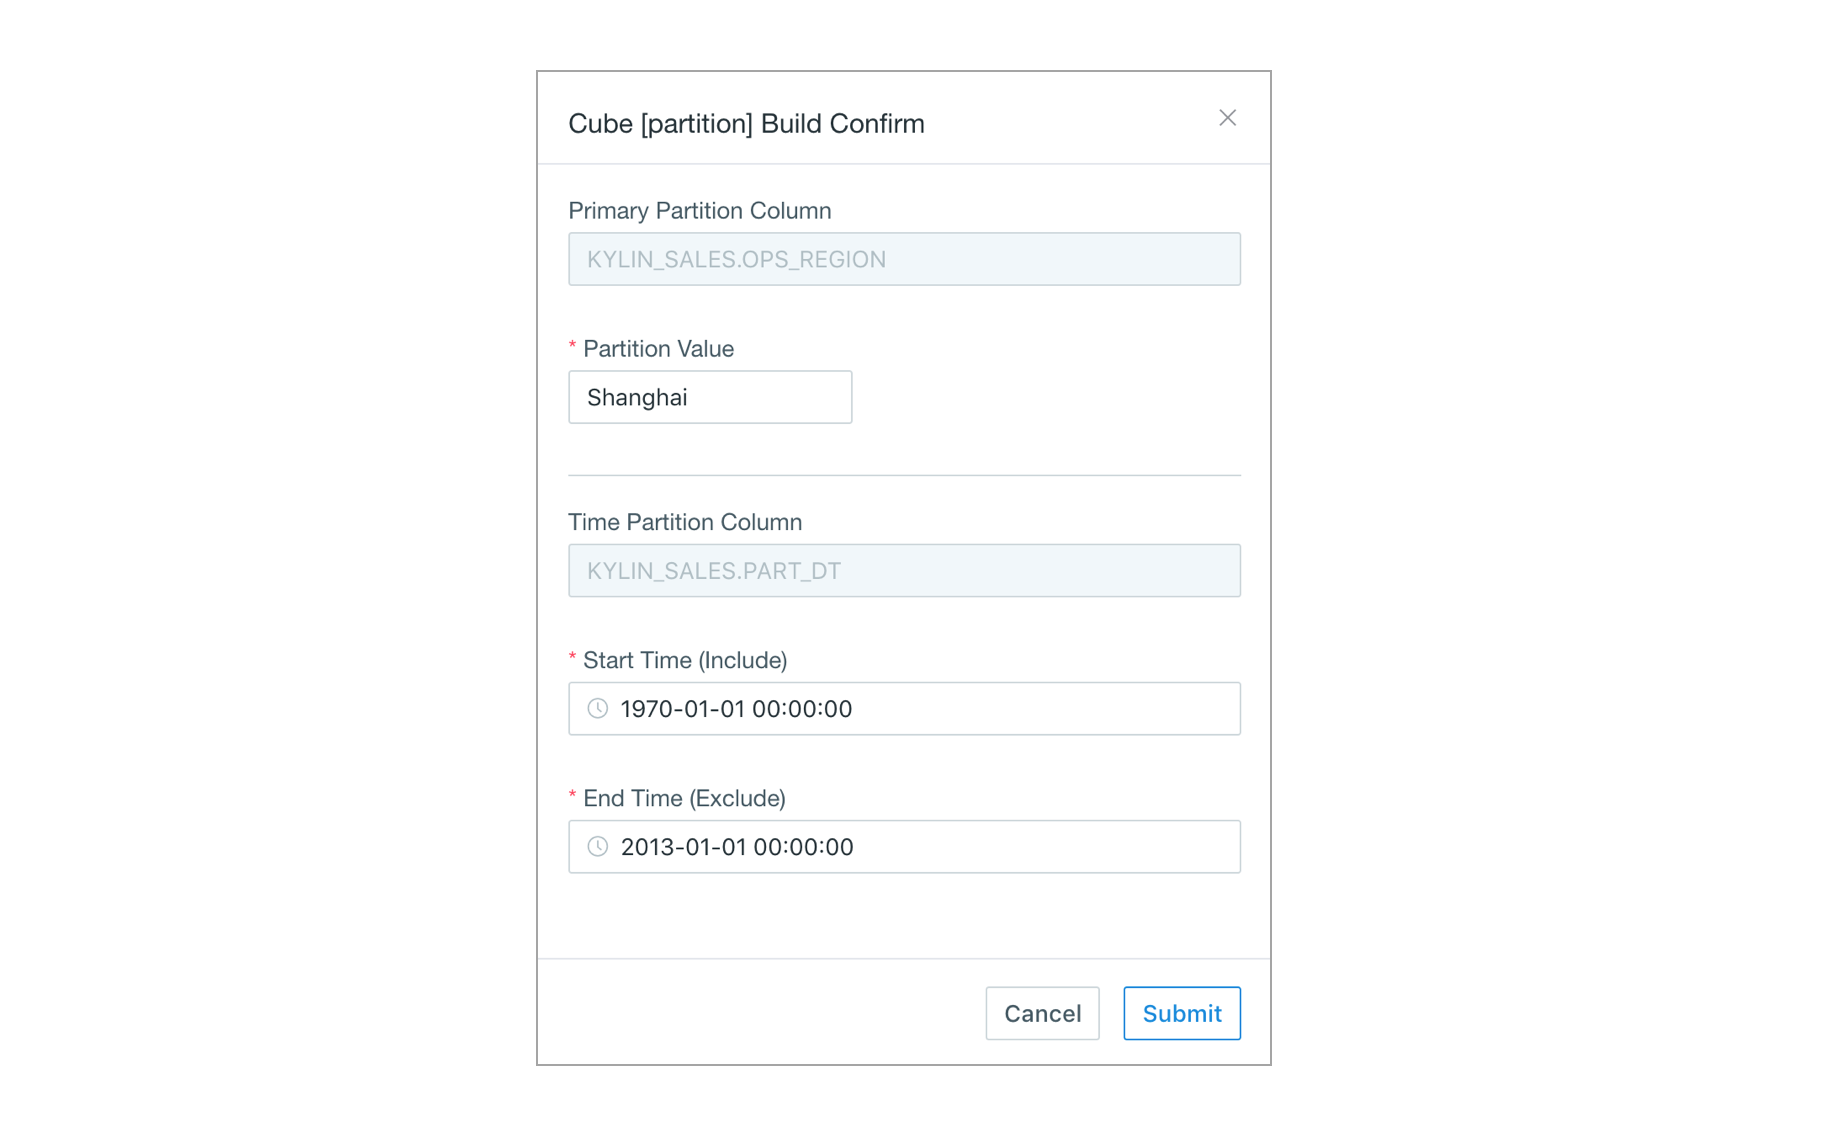 Cube [partition] Build Confirm
Primary Partition Column
KYLIN_SALES.OPS_REGION
* Partition Value
Shanghai
Time Partition Column
KYLIN_SALES.PART_DT
* Start Time (Include)
1970-01-01 00:00:00
* End Time (Exclude)
2013-01-01 00:00:00
Cancel Submit